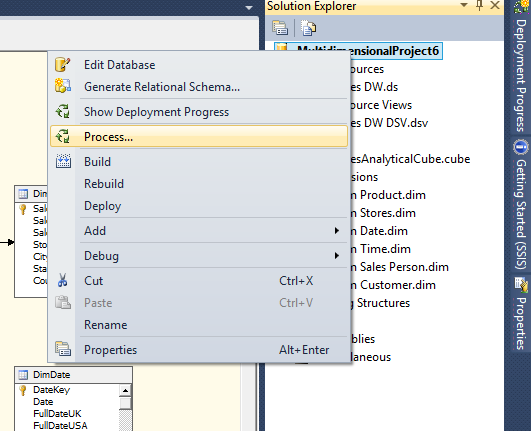 Solution Explorer
MultidimensionalProject6
ources
es DW.ds
ource Views
es DW DSV.dsv
esAnalyticalCube.cube
sions
m Product.dim
m Stores.dim
m Date.dim
m Time.dim
m Sales Person.dim
m Customer.dim
g Structures
blies
laneous
Edit Database
Generate Relational Schema...
Show Deployment Progress
Process...
Build
Rebuild
Deploy
Add
Debug
Cut Ctrl+X
Paste Ctrl+V
Rename
Properties Alt+Enter
Dim
Sal
Sal
Sal
Sto
City
Sta
Cou
DimDate
DateKey
Date
FullDateUK
FullDateUSA
Deployment Progress
Getting Started (SSIS)
Properties